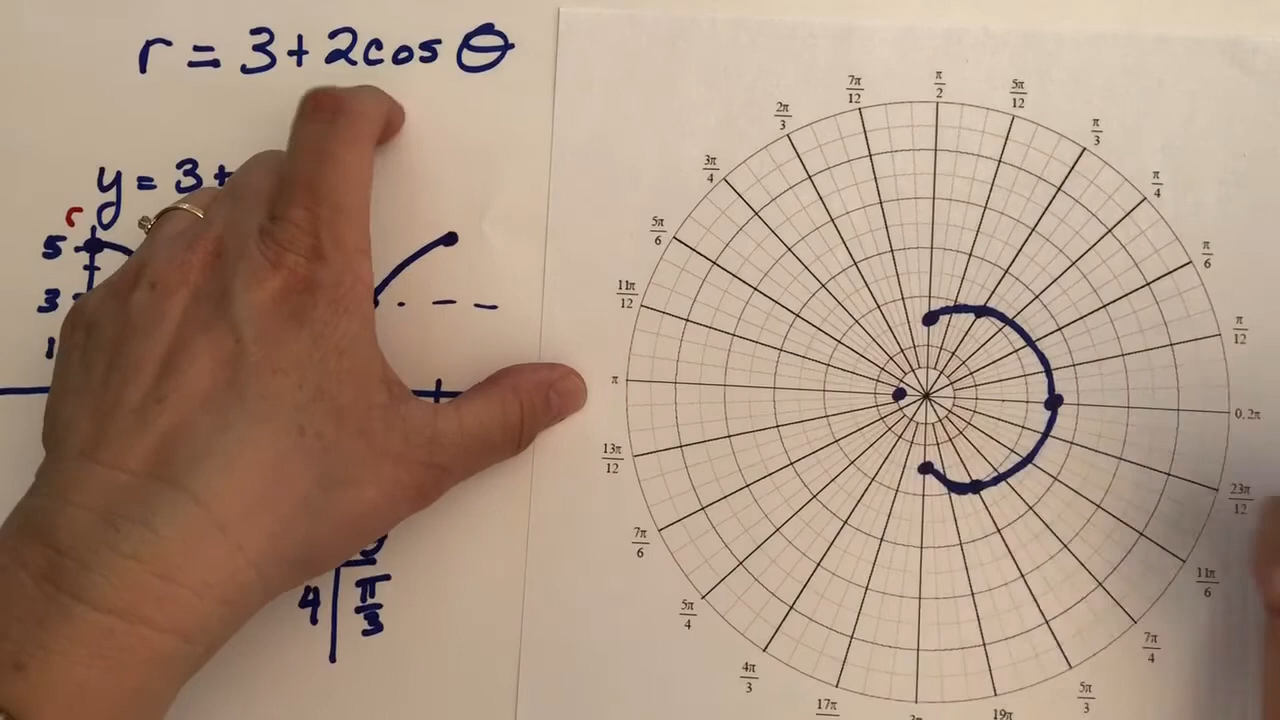 r = 3 + 2cos θ
y = 3 +
r
5
3
1
4 π/3
π/2
5π/12
π/3
π/4
π/6
π/12
0, 2π
23π/12
11π/6
7π/4
5π/3
19π
17π
4π/3
5π/4
7π/6
13π/12
π
11π/12
5π/6
3π/4
2π/3
7π/12